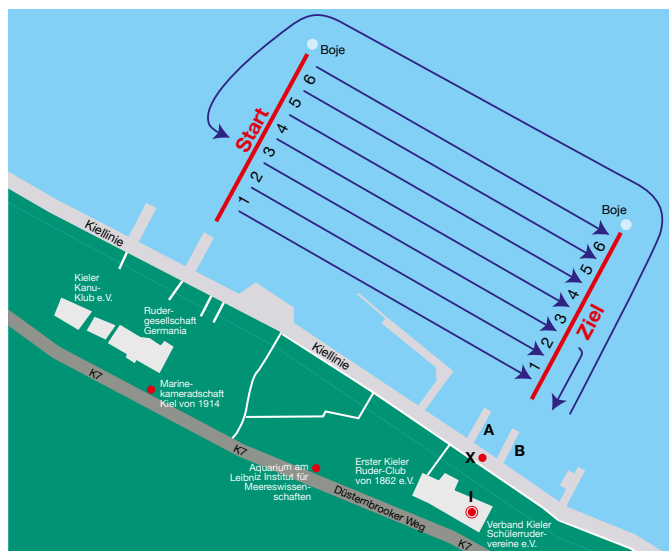 Boje
Start
6
5
4
3
2
1
Boje
6
5
4
3
2
1
Ziel
Kiellinie
Kieler
Kanu-
Klub e.V.
Ruder-
gesellschaft
Germania
Kiellinie
K7
Marine-
kameradschaft
Kiel von 1914
A
B
X
K7
Aquarium am
Leibniz Institut für
Meereswissen-
schaften
Erster Kieler
Ruder-Club
von 1862 e.V.
I
Düsternbrooker Weg
Verband Kieler
Schülerruder-
vereine e.V.
K7